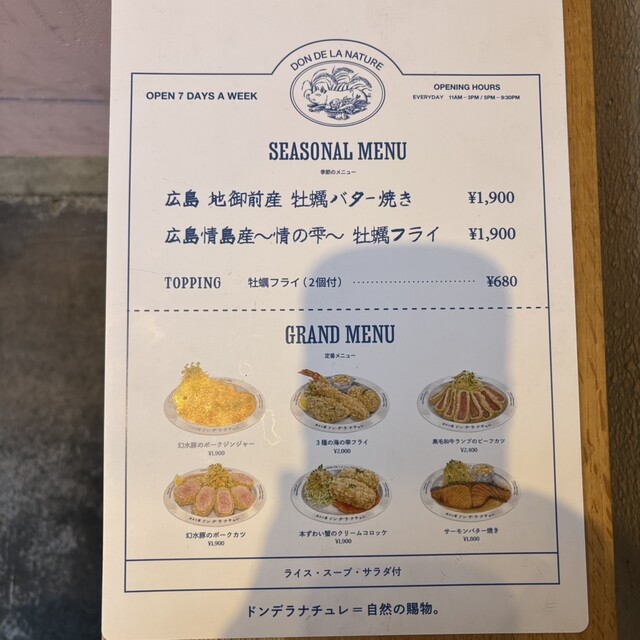 DON DE LA NATURE
OPEN 7 DAYS A WEEK
OPENING HOURS
EVERYDAY 11AM - 3PM / 5PM - 9:30PM
SEASONAL MENU
季節のメニュー
広島 地御前産 牡蠣バター焼き ¥1,900
広島情島産〜情の雫〜 牡蠣フライ ¥1,900
TOPPING 牡蠣フライ(2個付) ¥680
GRAND MENU
定番メニュー
幻水豚のポークジンジャー
¥1,900
3種の海の幸フライ
¥2,000
黒毛和牛ランプのビーフカツ
¥2,400
幻水豚のポークカツ
¥1,900
本ずわい蟹のクリームコロッケ
¥1,900
サーモンバター焼き
¥1,800
ライス・スープ・サラダ付
ドンデラナチュレ=自然の賜物。